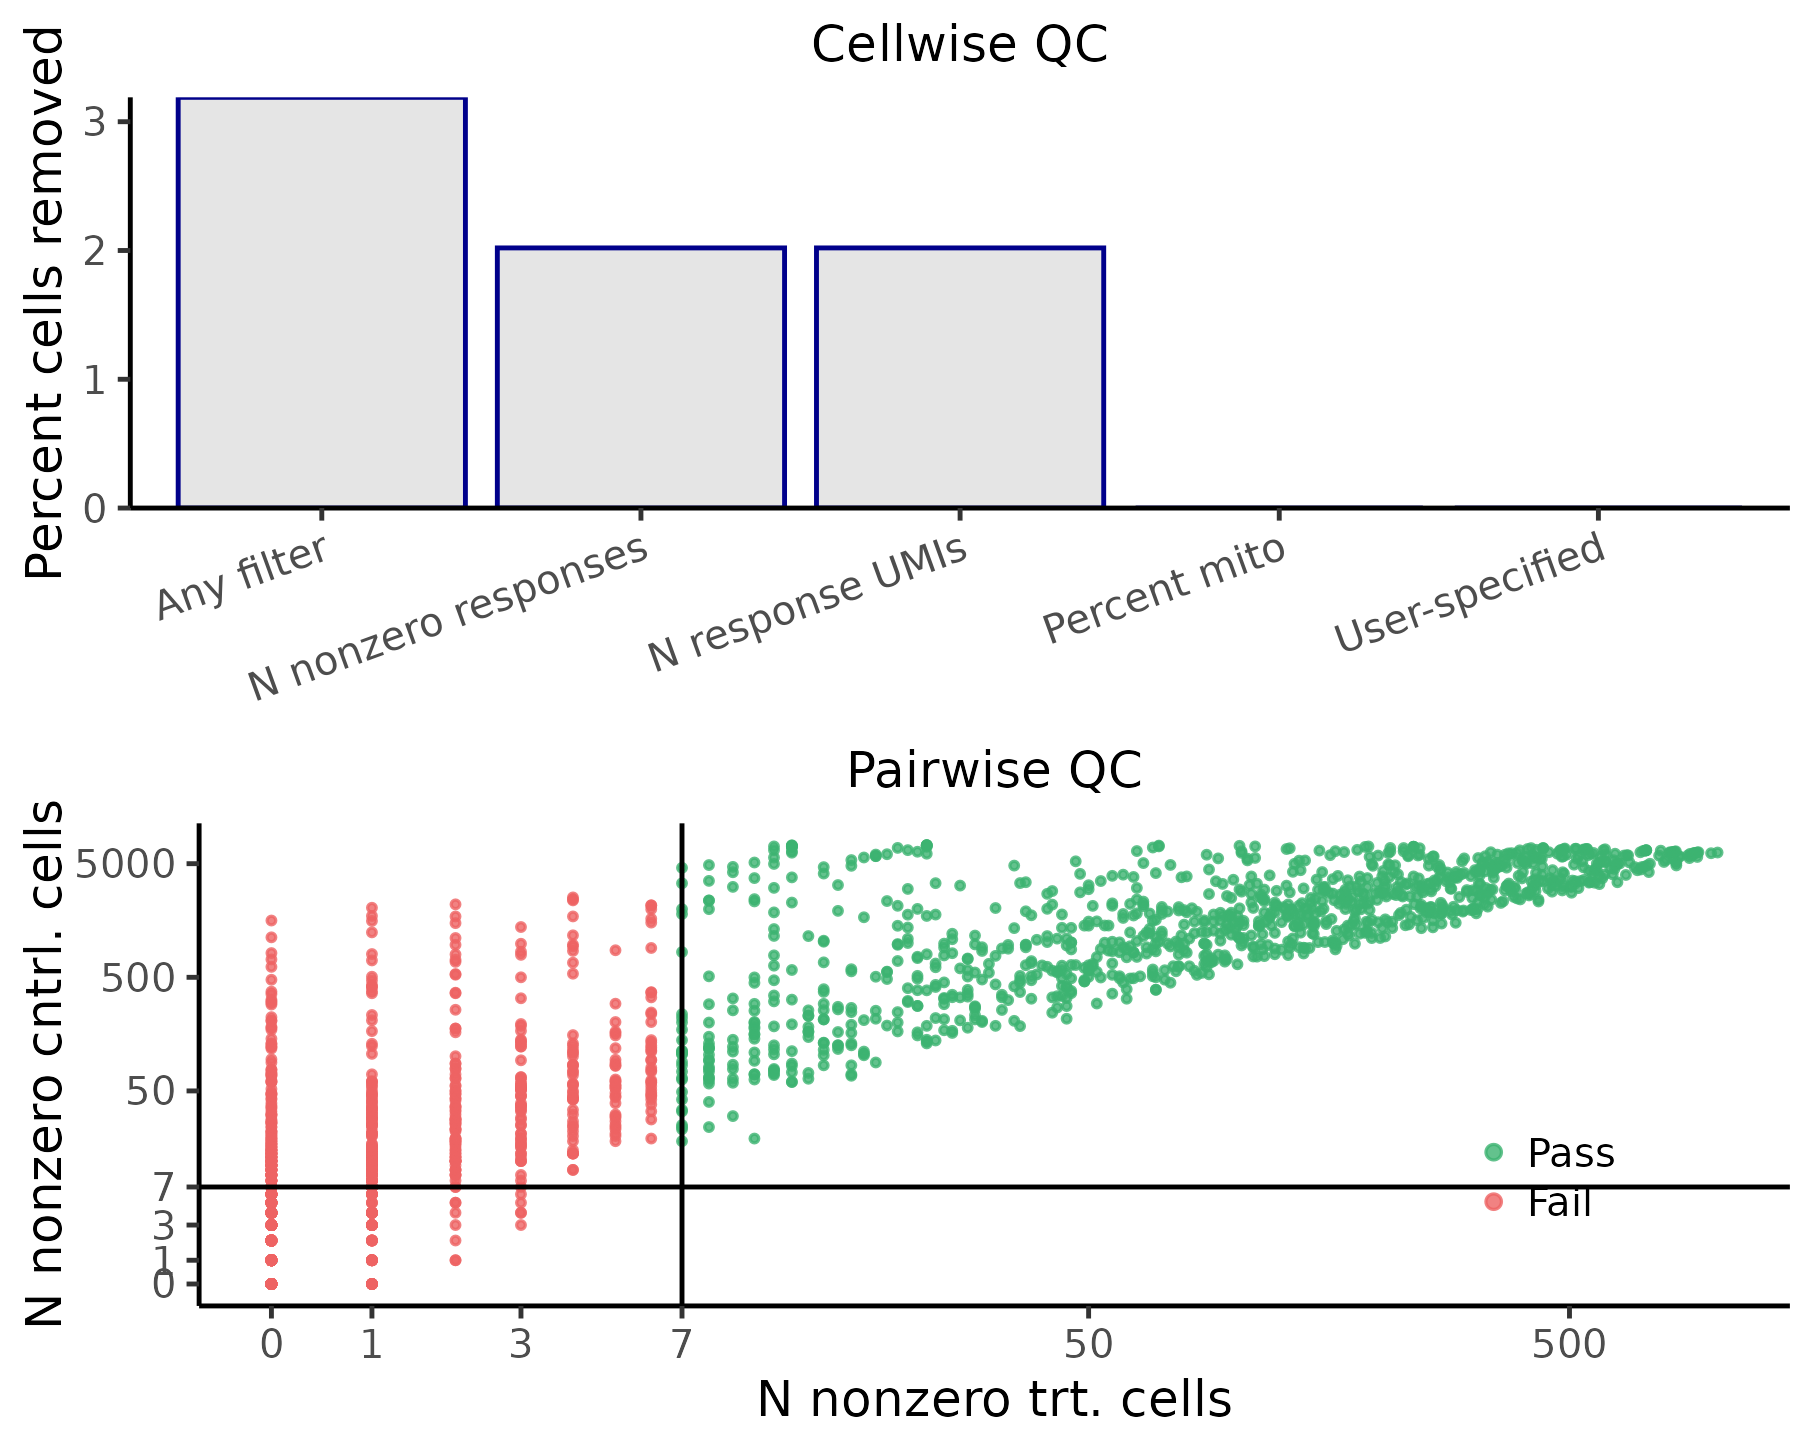 Cellwise QC
Percent cells removed
3
2
1
0
Any filter
N nonzero responses
N response UMIs
Percent mito
User-specified
Pairwise QC
N nonzero cntrl. cells
5000
500
50
7
3
1
0
Pass
Fail
0 1 3 7 50 500
N nonzero trt. cells